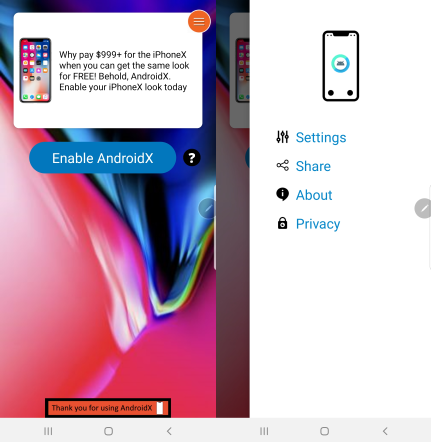 Why pay $999+ for the iPhoneX
when you can get the same look
for FREE! Behold, AndroidX.
Enable your iPhoneX look today
Enable AndroidX
?
Thank you for using AndroidX
Settings
Share
About
Privacy